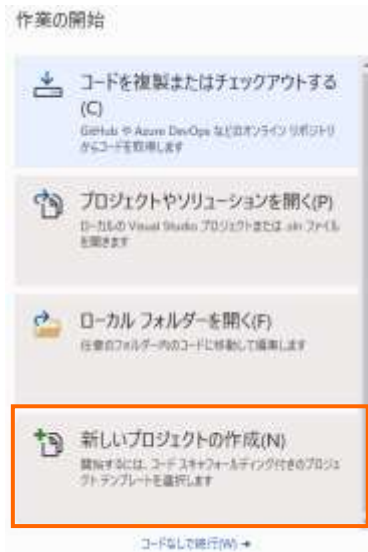 作業の開始
コードを複製またはチェックアウトする
(C)
GitHub や Azure DevOps などのオンライン リポジトリ
からコードを取得します
プロジェクトやソリューションを開く(P)
ローカルの Visual Studio プロジェクトまたは .sln ファイル
を開きます
ローカル フォルダーを開く(F)
任意のフォルダー内のコードに移動して編集します
新しいプロジェクトの作成(N)
開始するには、コード スキャフォールディング付きのプロジェ
クト テンプレートを選択します
コードなしで続行(W) →